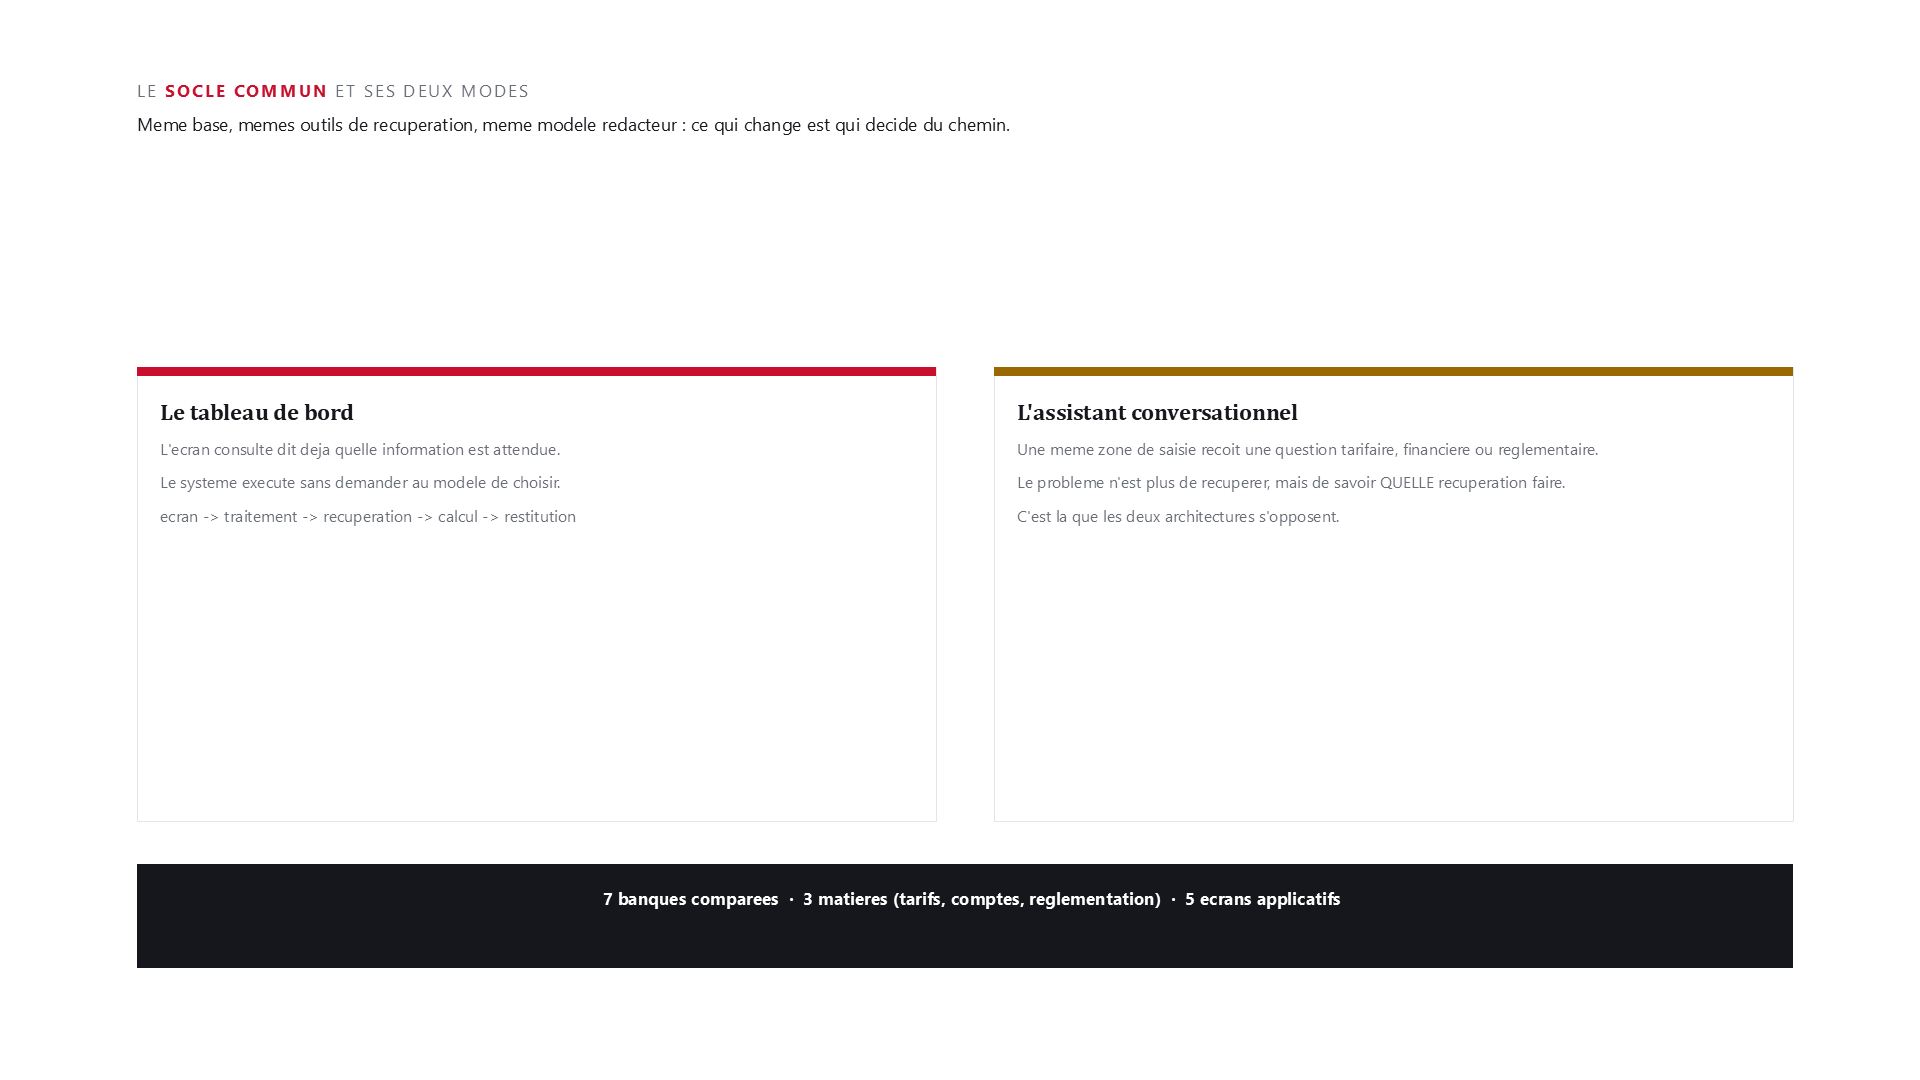 LE SOCLE COMMUN ET SES DEUX MODES
Meme base, memes outils de recuperation, meme modele redacteur : ce qui change est qui decide du chemin.
Le tableau de bord
L'ecran consulte dit deja quelle information est attendue.
Le systeme execute sans demander au modele de choisir.
ecran -> traitement -> recuperation -> calcul -> restitution
L'assistant conversationnel
Une meme zone de saisie recoit une question tarifaire, financiere ou reglementaire.
Le probleme n'est plus de recuperer, mais de savoir QUELLE recuperation faire.
C'est la que les deux architectures s'opposent.
7 banques comparees · 3 matieres (tarifs, comptes, reglementation) · 5 ecrans applicatifs